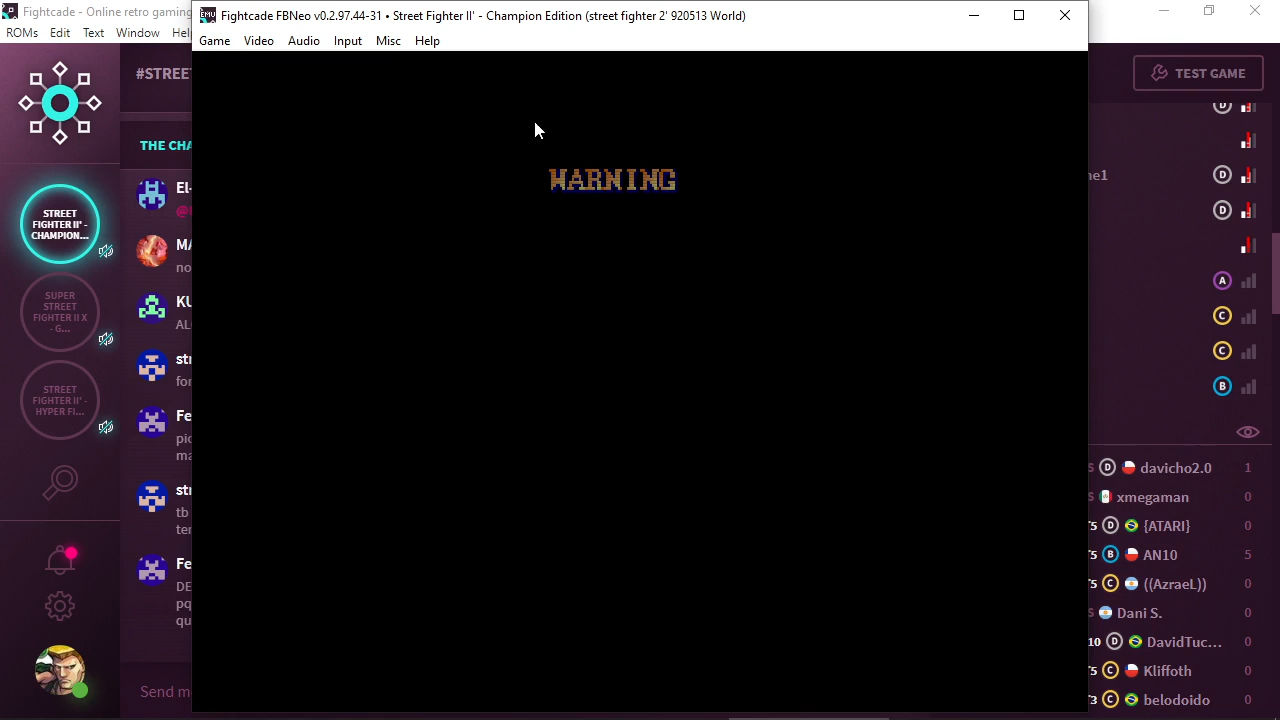 Fightcade - Online retro gaming
Fightcade FBNeo v0.2.97.44-31 • Street Fighter II' - Champion Edition (street fighter 2' 920513 World)
ROMs Edit Text Window
Game Video Audio Input Misc Help
#STREE
TEST GAME
THE CHA
WARNING
STREET
FIGHTER II' -
CHAMPION...
SUPER
STREET
FIGHTER II X
- G...
STREET
FIGHTER II' -
HYPER FI...
El-
MA
no
KU
AL
str
for
Fe
pic
ma
str
tb
ter
Fe
DE
pq
qu
Send m
D
ne1 D
D
A
C
C
B
D davicho2.0 1
xmegaman 0
D {ATARI} 0
B AN10 5
C ((AzraeL)) 0
Dani S. 0
10 D DavidTuc... 0
C Kliffoth 0
C belodoido 0